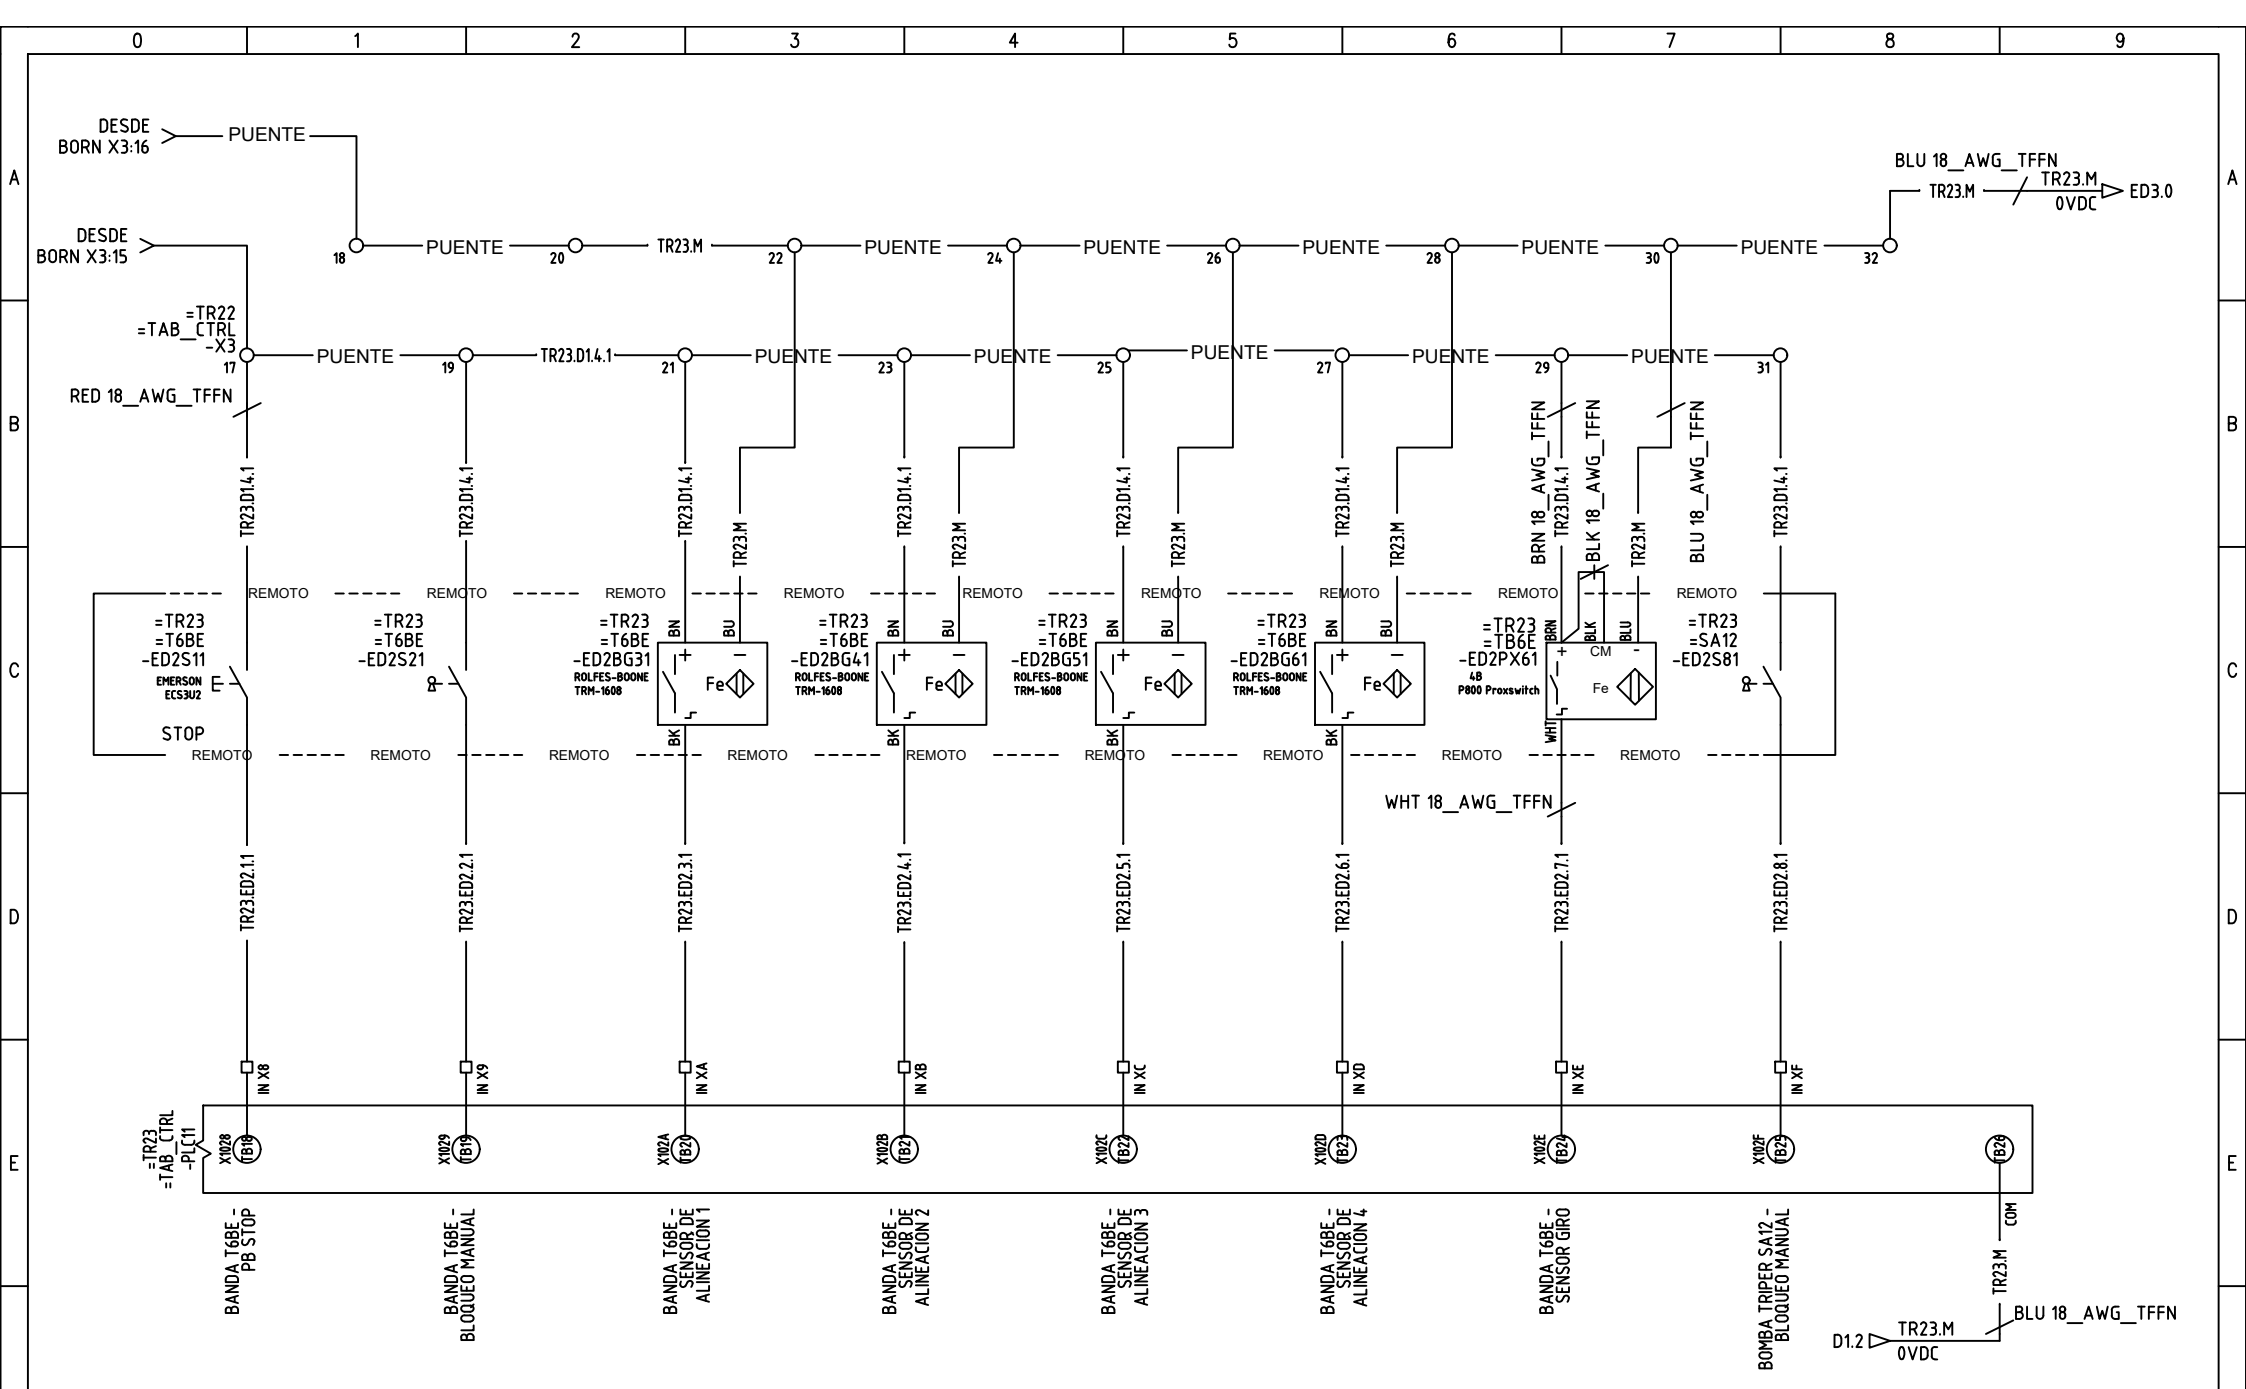 0 1 2 3 4 5 6 7 8 9
DESDE
BORN X3:16
PUENTE
BLU 18__AWG__TFFN
TR23.M
TR23.M
0VDC
ED3.0
A
A
DESDE
BORN X3:15
18
PUENTE
20
TR23.M
22
PUENTE
24
PUENTE
26
PUENTE
28
PUENTE
30
PUENTE
32
=TR22
=TAB__CTRL
-X3
17
PUENTE
19
TR23.D1.4.1
21
PUENTE
23
PUENTE
25
PUENTE
27
PUENTE
29
PUENTE
31
RED 18__AWG__TFFN
B
B
TR23.D1.4.1
TR23.D1.4.1
TR23.D1.4.1
TR23.M
TR23.D1.4.1
TR23.M
TR23.D1.4.1
TR23.M
TR23.D1.4.1
TR23.M
BRN 18__AWG__TFFN
TR23.D1.4.1
BLK 18__AWG__TFFN
TR23.M
BLU 18__AWG__TFFN
TR23.D1.4.1
REMOTO REMOTO REMOTO REMOTO REMOTO REMOTO REMOTO REMOTO REMOTO
C
C
=TR23
=T6BE
-ED2S11
EMERSON
ECS3U2
STOP
=TR23
=T6BE
-ED2S21
=TR23
=T6BE
-ED2BG31
ROLFES-BOONE
TRM-1608
BN
BU
+ −
Fe
BK
=TR23
=T6BE
-ED2BG41
ROLFES-BOONE
TRM-1608
BN
BU
+ −
Fe
BK
=TR23
=T6BE
-ED2BG51
ROLFES-BOONE
TRM-1608
BN
BU
+ −
Fe
BK
=TR23
=T6BE
-ED2BG61
ROLFES-BOONE
TRM-1608
BN
BU
+ −
Fe
BK
=TR23
=TB6E
-ED2PX61
4B
P800 Proxswitch
BRN
BLK
BLU
+ CM -
Fe
WHT
=TR23
=SA12
-ED2S81
REMOTO REMOTO REMOTO REMOTO REMOTO REMOTO REMOTO REMOTO REMOTO
WHT 18__AWG__TFFN
D
D
TR23.ED2.1.1
TR23.ED2.2.1
TR23.ED2.3.1
TR23.ED2.4.1
TR23.ED2.5.1
TR23.ED2.6.1
TR23.ED2.7.1
TR23.ED2.8.1
IN X8
IN X9
IN XA
IN XB
IN XC
IN XD
IN XE
IN XF
E
E
=TR23
=TAB__CTRL
-PLC11
X1028
TB18
X1029
TB19
X102A
TB20
X102B
TB21
X102C
TB22
X102D
TB23
X102E
TB24
X102F
TB25
TB26
COM
BANDA T6BE -
PB STOP
BANDA T6BE -
BLOQUEO MANUAL
BANDA T6BE -
SENSOR DE
ALINEACION 1
BANDA T6BE -
SENSOR DE
ALINEACION 2
BANDA T6BE -
SENSOR DE
ALINEACION 3
BANDA T6BE -
SENSOR DE
ALINEACION 4
BANDA T6BE -
SENSOR GIRO
BOMBA TRIPER SA12 -
BLOQUEO MANUAL
TR23.M
BLU 18__AWG__TFFN
D1.2
TR23.M
0VDC